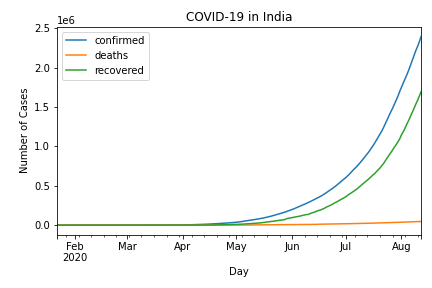 COVID-19 in India
1e6
2.5
2.0
1.5
1.0
0.5
0.0
Number of Cases
confirmed
deaths
recovered
Feb Mar Apr May Jun Jul Aug
2020
Day